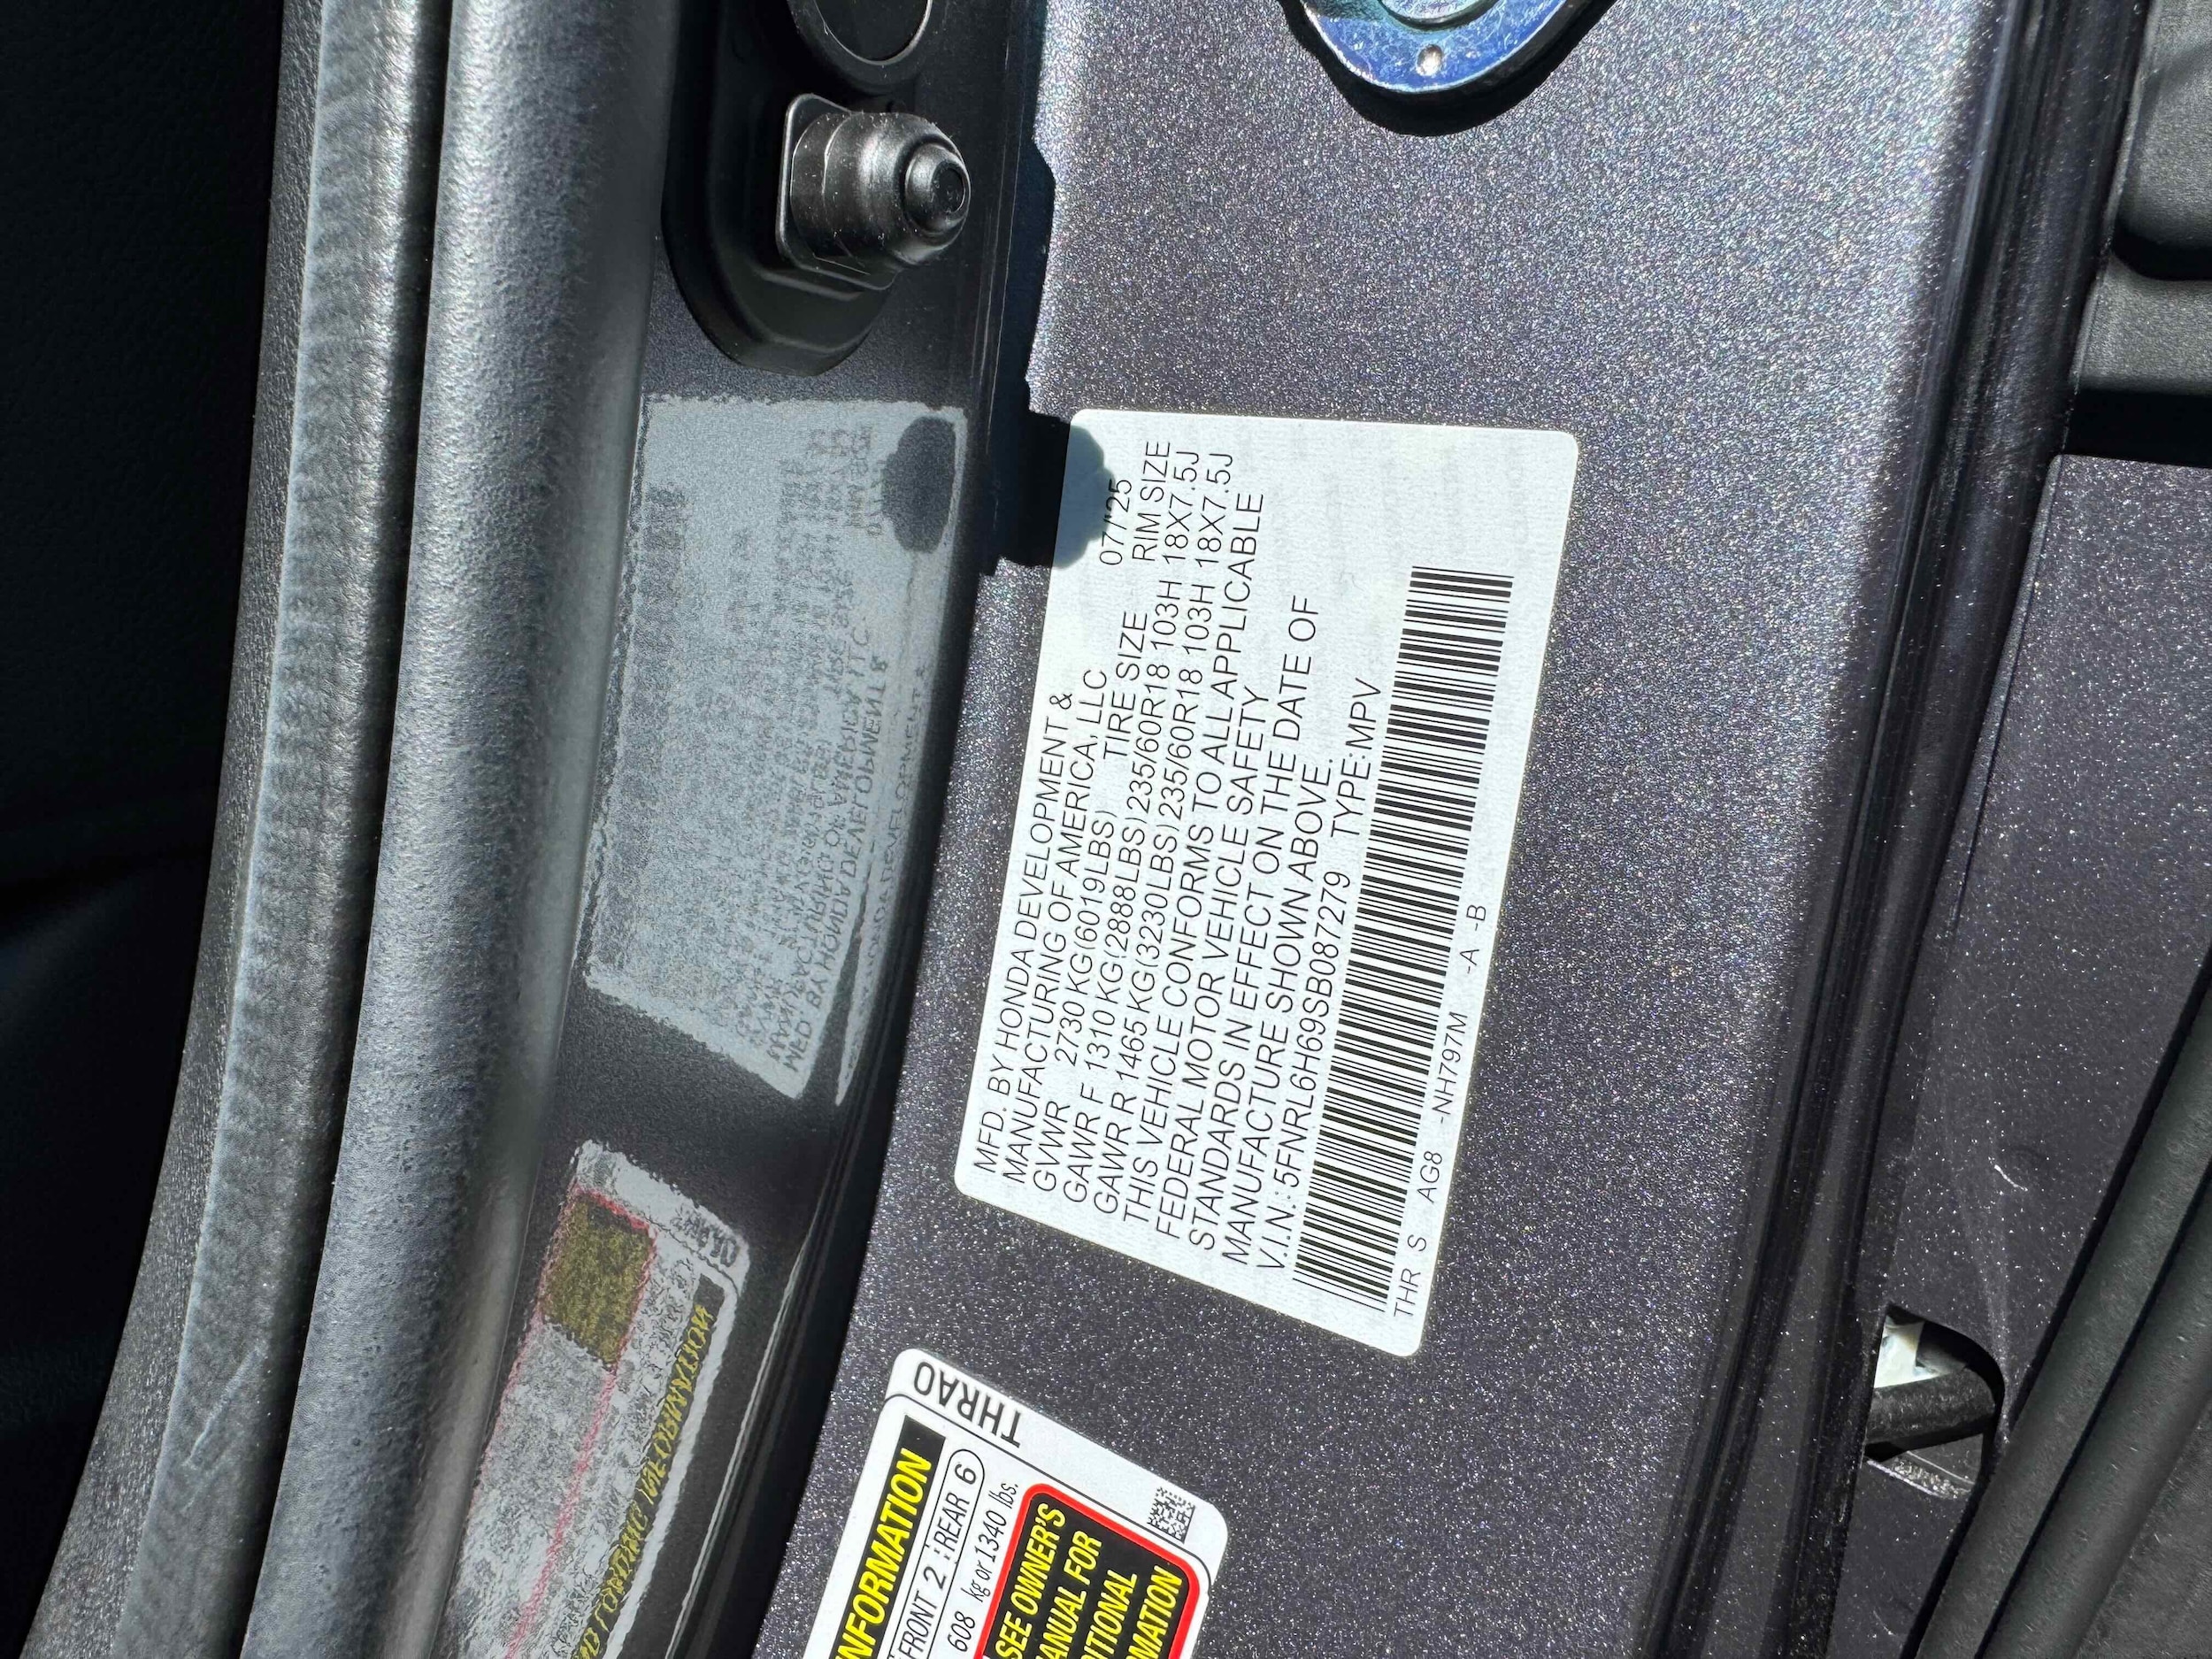 MFD. BY HONDA DEVELOPMENT &
MANUFACTURING OF AMERICA, LLC 07/'25
GVWR 2730 KG(6019LBS) TIRE SIZE RIM SIZE
GAWR F 1310 KG(2888LBS) 235/60R18 103H 18X7.5J
GAWR R 1465 KG(3230LBS) 235/60R18 103H 18X7.5J
THIS VEHICLE CONFORMS TO ALL APPLICABLE
FEDERAL MOTOR VEHICLE SAFETY
STANDARDS IN EFFECT ON THE DATE OF
MANUFACTURE SHOWN ABOVE.
V.I.N.: 5FNRL6H69SB087279 TYPE:MPV
THR S AG8 -NH797M -A -B
THRA0
INFORMATION
FRONT 2 REAR 6
608 kg or 1340 lbs.
SEE OWNER'S
MANUAL FOR